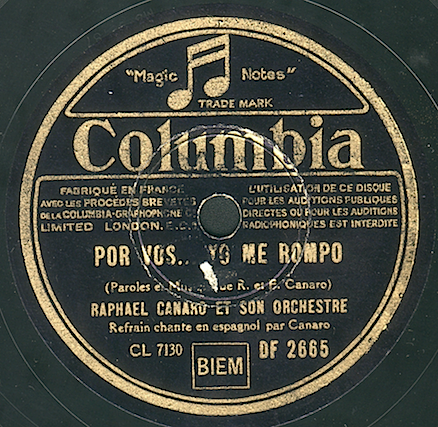 "Magic Notes"
TRADE MARK
Columbia
FABRIQUÉ EN FRANCE
AVEC LES PROCÉDÉS BREVETÉS
DE LA COLUMBIA-GRAPHOPHONE
LIMITED LONDON. E.C.
L'UTILISATION DE CE DISQUE
POUR LES AUDITIONS PUBLIQUES
DIRECTES OU POUR LES AUDITIONS
RADIOPHONIQUES EST INTERDITE
POR VOS... YO ME ROMPO
(Paroles et Musique de R. et F. Canaro)
RAPHAEL CANARO ET SON ORCHESTRE
Refrain chante en espagnol par Canaro
CL 7130 BIEM DF 2665